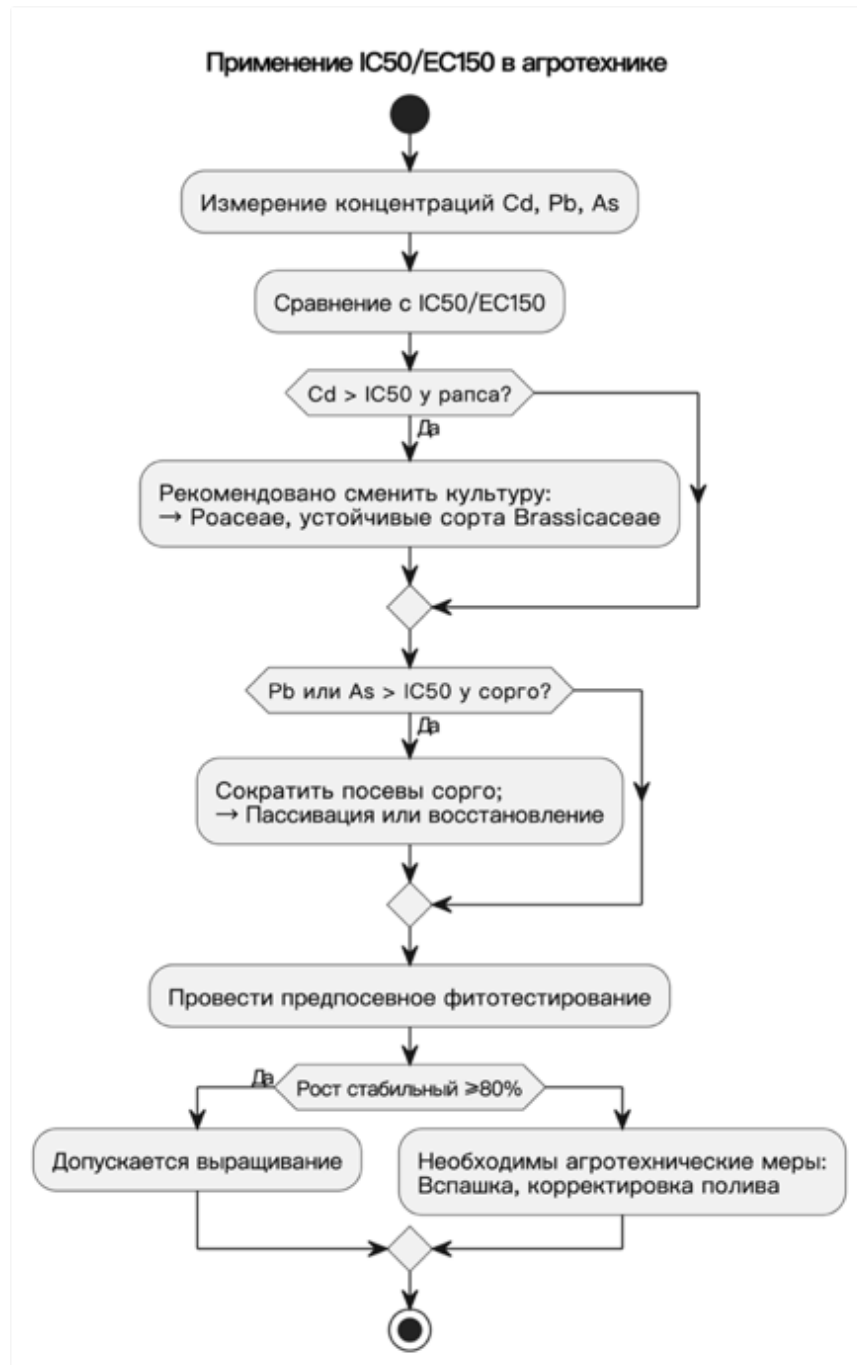 Применение IC50/EC150 в агротехнике
Измерение концентраций Cd, Pb, As
Сравнение с IC50/EC150
Cd > IC50 у рапса?
Да
Рекомендовано сменить культуру:
→ Poaceae, устойчивые сорта Brassicaceae
Pb или As > IC50 у сорго?
Да
Сократить посевы сорго;
→ Пассивация или восстановление
Провести предпосевное фитотестирование
Да
Рост стабильный ≥80%
Допускается выращивание
Необходимы агротехнические меры:
Вспашка, корректировка полива